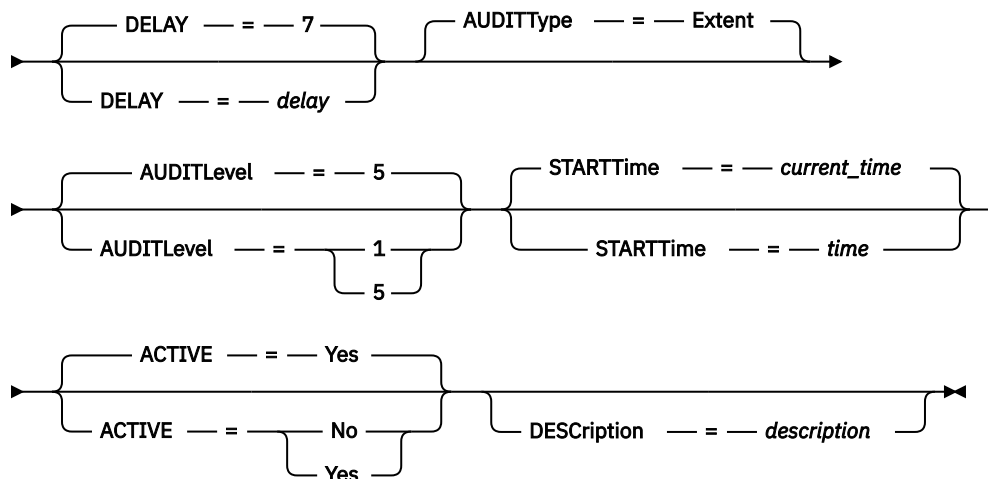 DELAY = 7 AUDITType = Extent
DELAY = delay
AUDITLevel = 5 STARTTime = current_time
AUDITLevel = 1 STARTTime = time
5
ACTIVE = Yes
ACTIVE = No DESCription = description
Yes